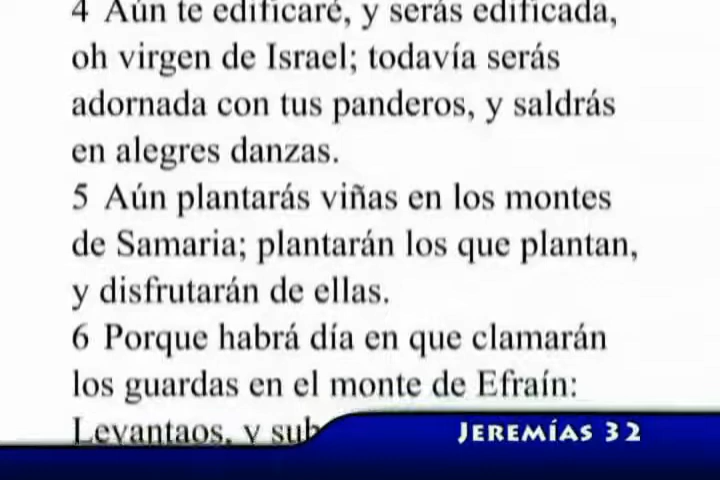 4 Aún te edificaré, y serás edificada,
oh virgen de Israel; todavía serás
adornada con tus panderos, y saldrás
en alegres danzas.
5 Aún plantarás viñas en los montes
de Samaria; plantarán los que plantan,
y disfrutarán de ellas.
6 Porque habrá día en que clamarán
los guardas en el monte de Efraín:
Levantaos, y sub
JEREMÍAS 32